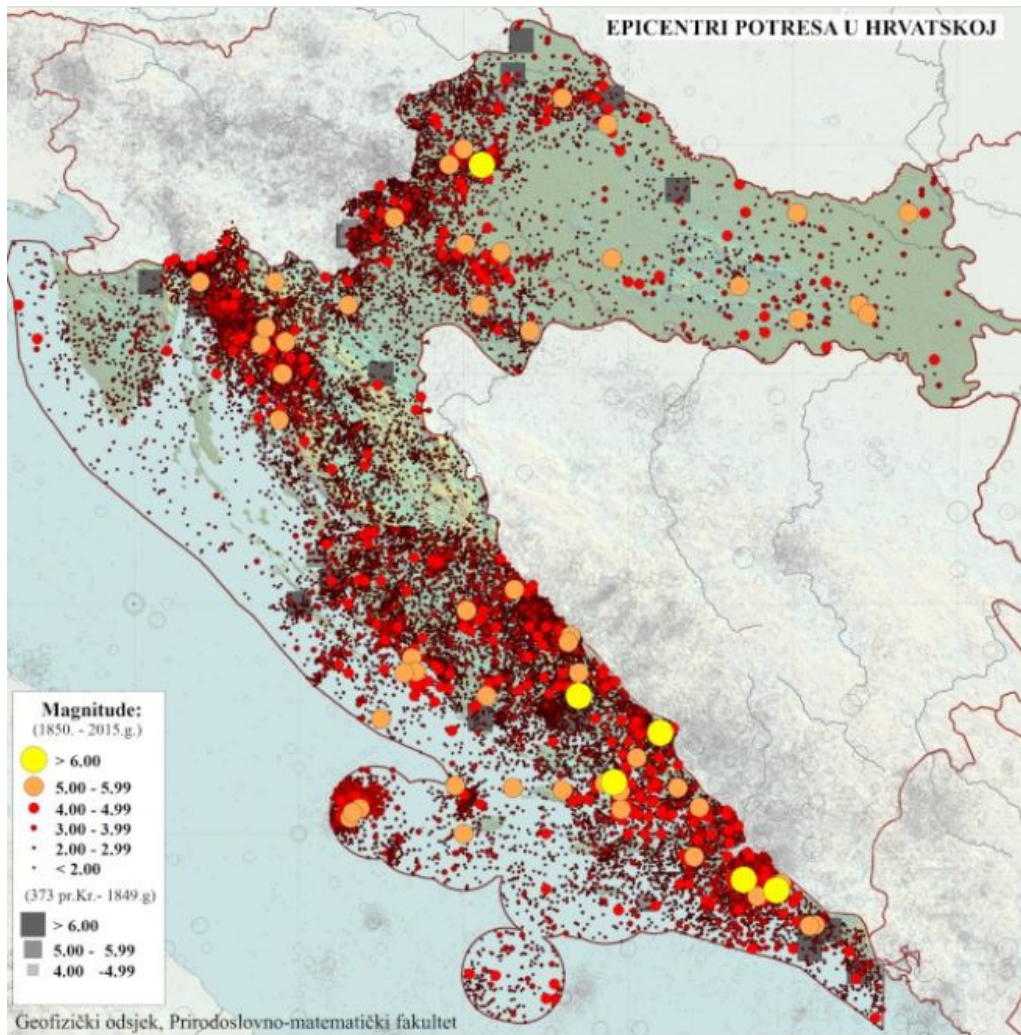 EPICENTRI POTRESA U HRVATSKOJ
Magnitude:
(1850. - 2015.g.)
> 6.00
5.00 - 5.99
4.00 - 4.99
3.00 - 3.99
2.00 - 2.99
< 2.00
(373 pr.Kr.- 1849.g)
> 6.00
5.00 - 5.99
4.00 -4.99
Geofizički odsjek, Prirodoslovno-matematički fakultet